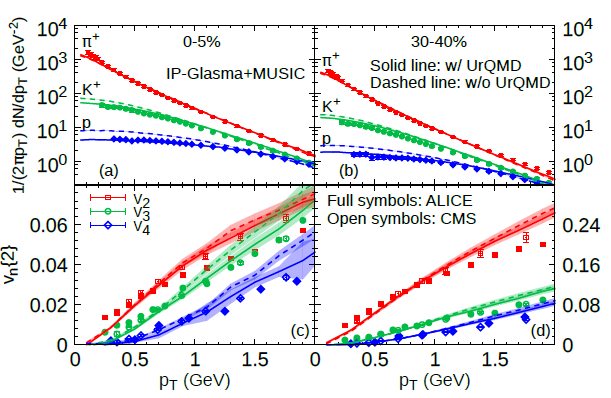 10⁴ 10³ 10² 10¹ 10⁰
1/(2πp_T) dN/dp_T (GeV⁻²)
π⁺ 0-5%
IP-Glasma+MUSIC
K⁺
p
(a)
30-40%
π⁺ Solid line: w/ UrQMD
Dashed line: w/o UrQMD
K⁺
p
(b)
10⁴ 10³ 10² 10¹ 10⁰
v₂
v₃
v₄
0.06 0.04 0.02 0
vₙ{2}
(c)
Full symbols: ALICE
Open symbols: CMS
(d)
0.24 0.16 0.08 0
0 0.5 1 1.5 0 0.5 1 1.5
p_T (GeV) p_T (GeV)